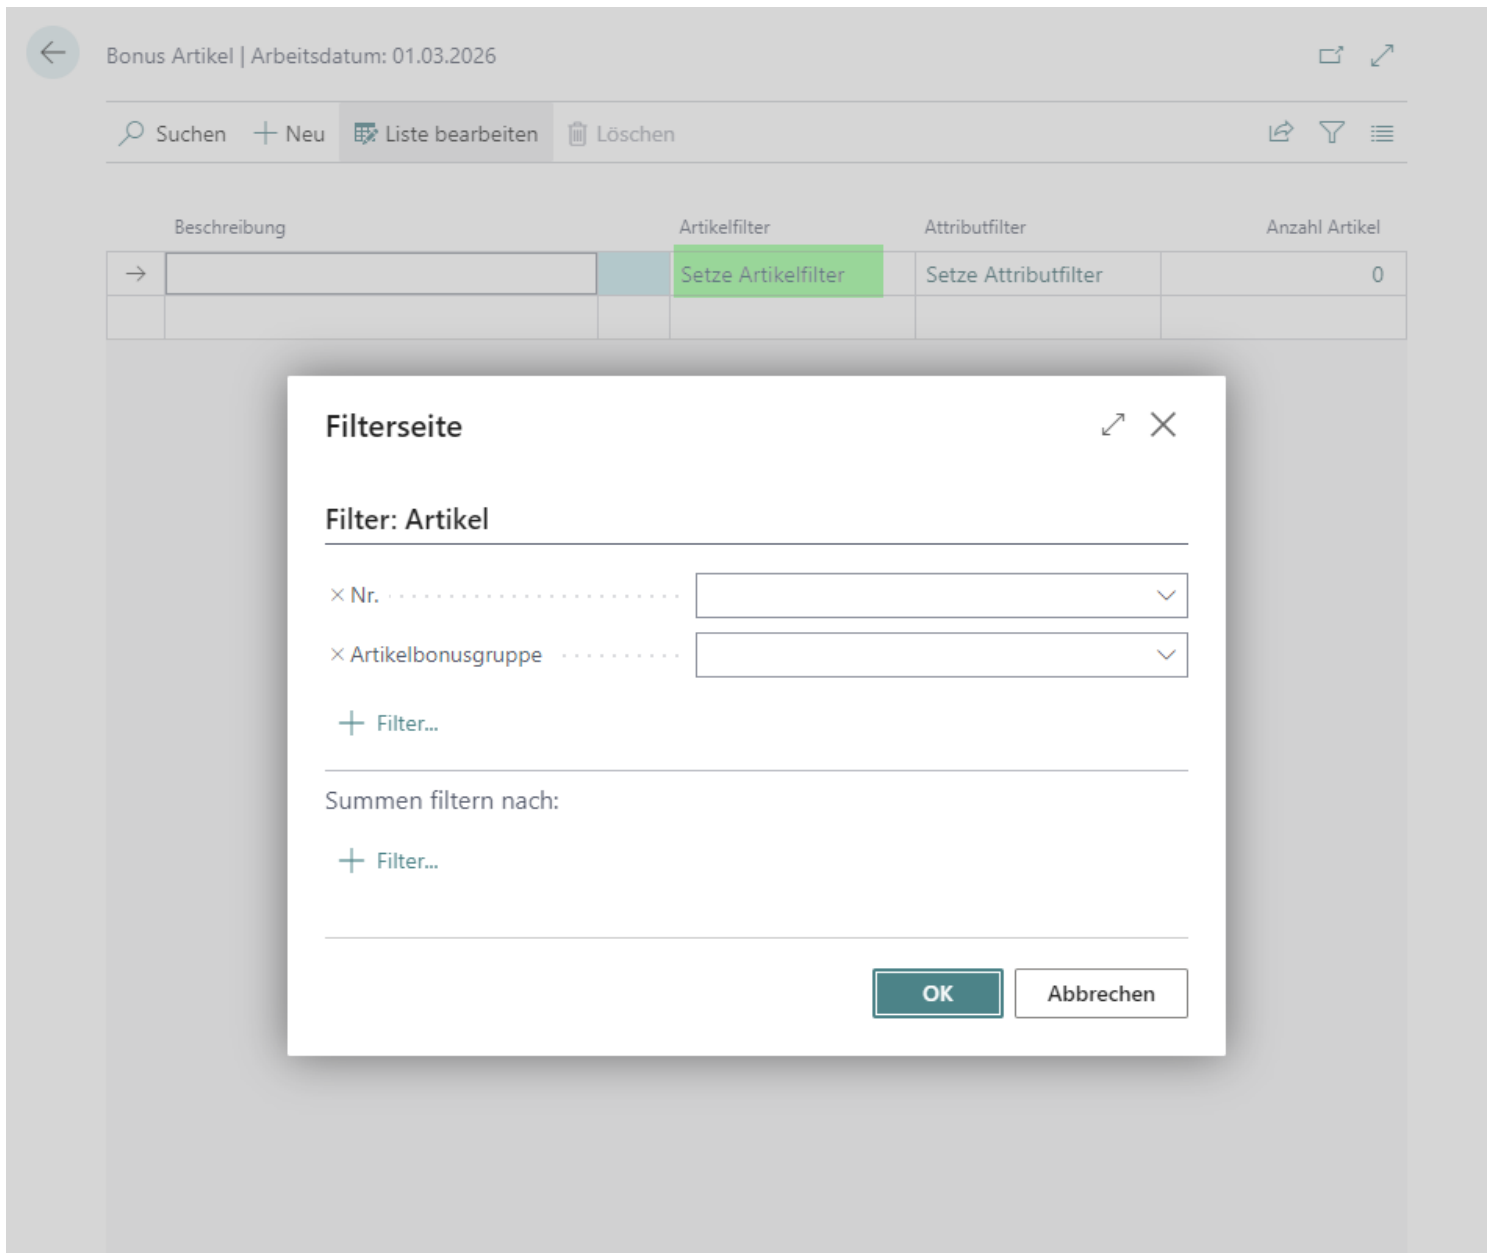 Bonus Artikel | Arbeitsdatum: 01.03.2026
Suchen Neu Liste bearbeiten Löschen
Beschreibung Artikelfilter Attributfilter Anzahl Artikel
Setze Artikelfilter Setze Attributfilter 0
Filterseite
Filter: Artikel
Nr.
Artikelbonusgruppe
Filter...
Summen filtern nach:
Filter...
OK Abbrechen